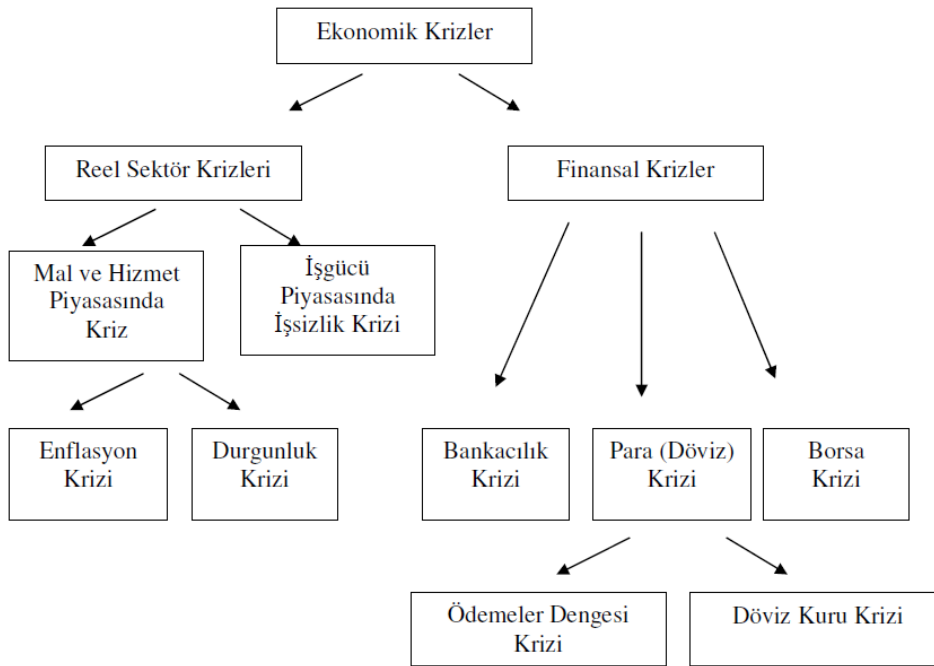 Ekonomik Krizler
Reel Sektör Krizleri
Finansal Krizler
Mal ve Hizmet
Piyasasında
Kriz
İşgücü
Piyasasında
İşsizlik Krizi
Enflasyon
Krizi
Durgunluk
Krizi
Bankacılık
Krizi
Para (Döviz)
Krizi
Borsa
Krizi
Ödemeler Dengesi
Krizi
Döviz Kuru Krizi